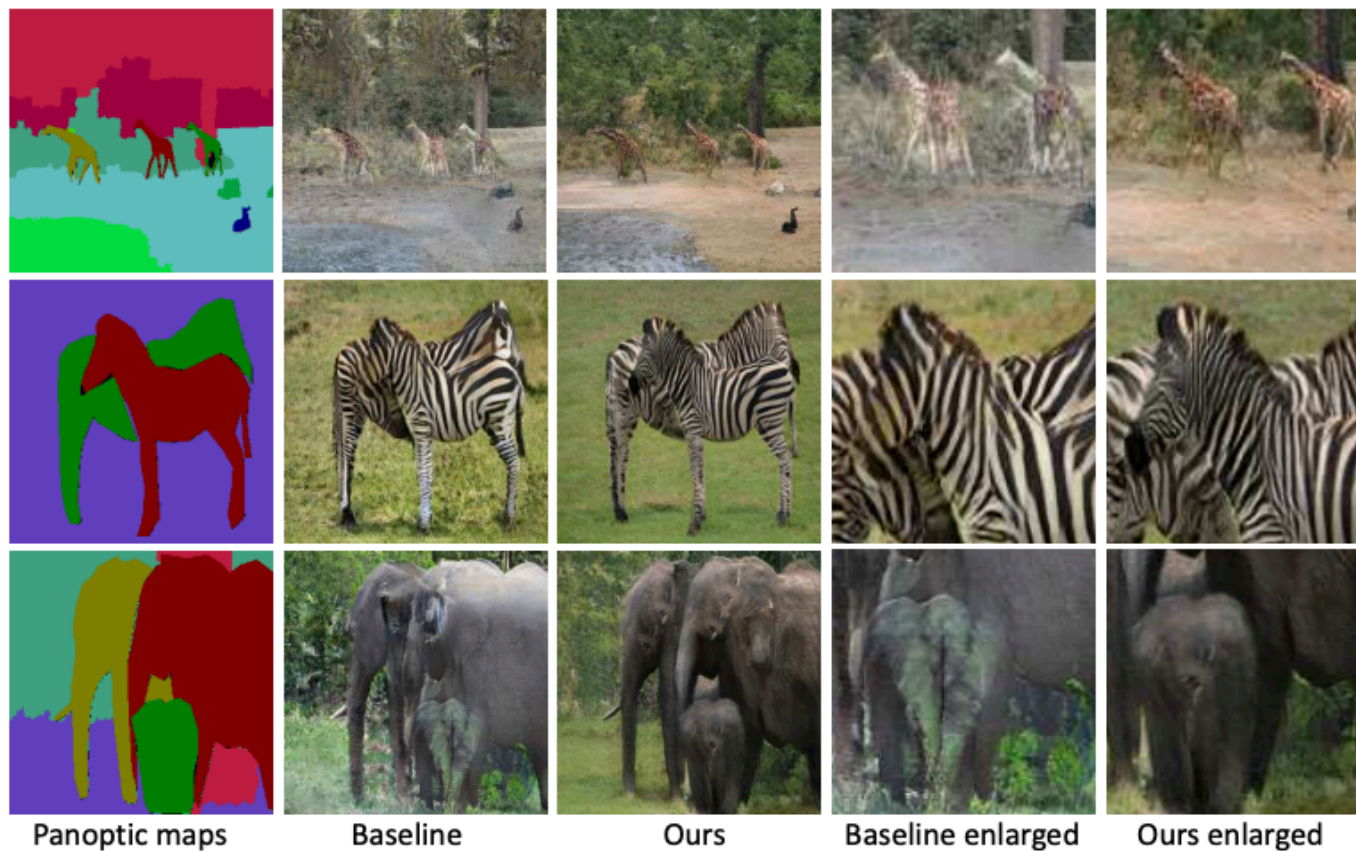 Panoptic maps
Baseline
Ours
Baseline enlarged
Ours enlarged